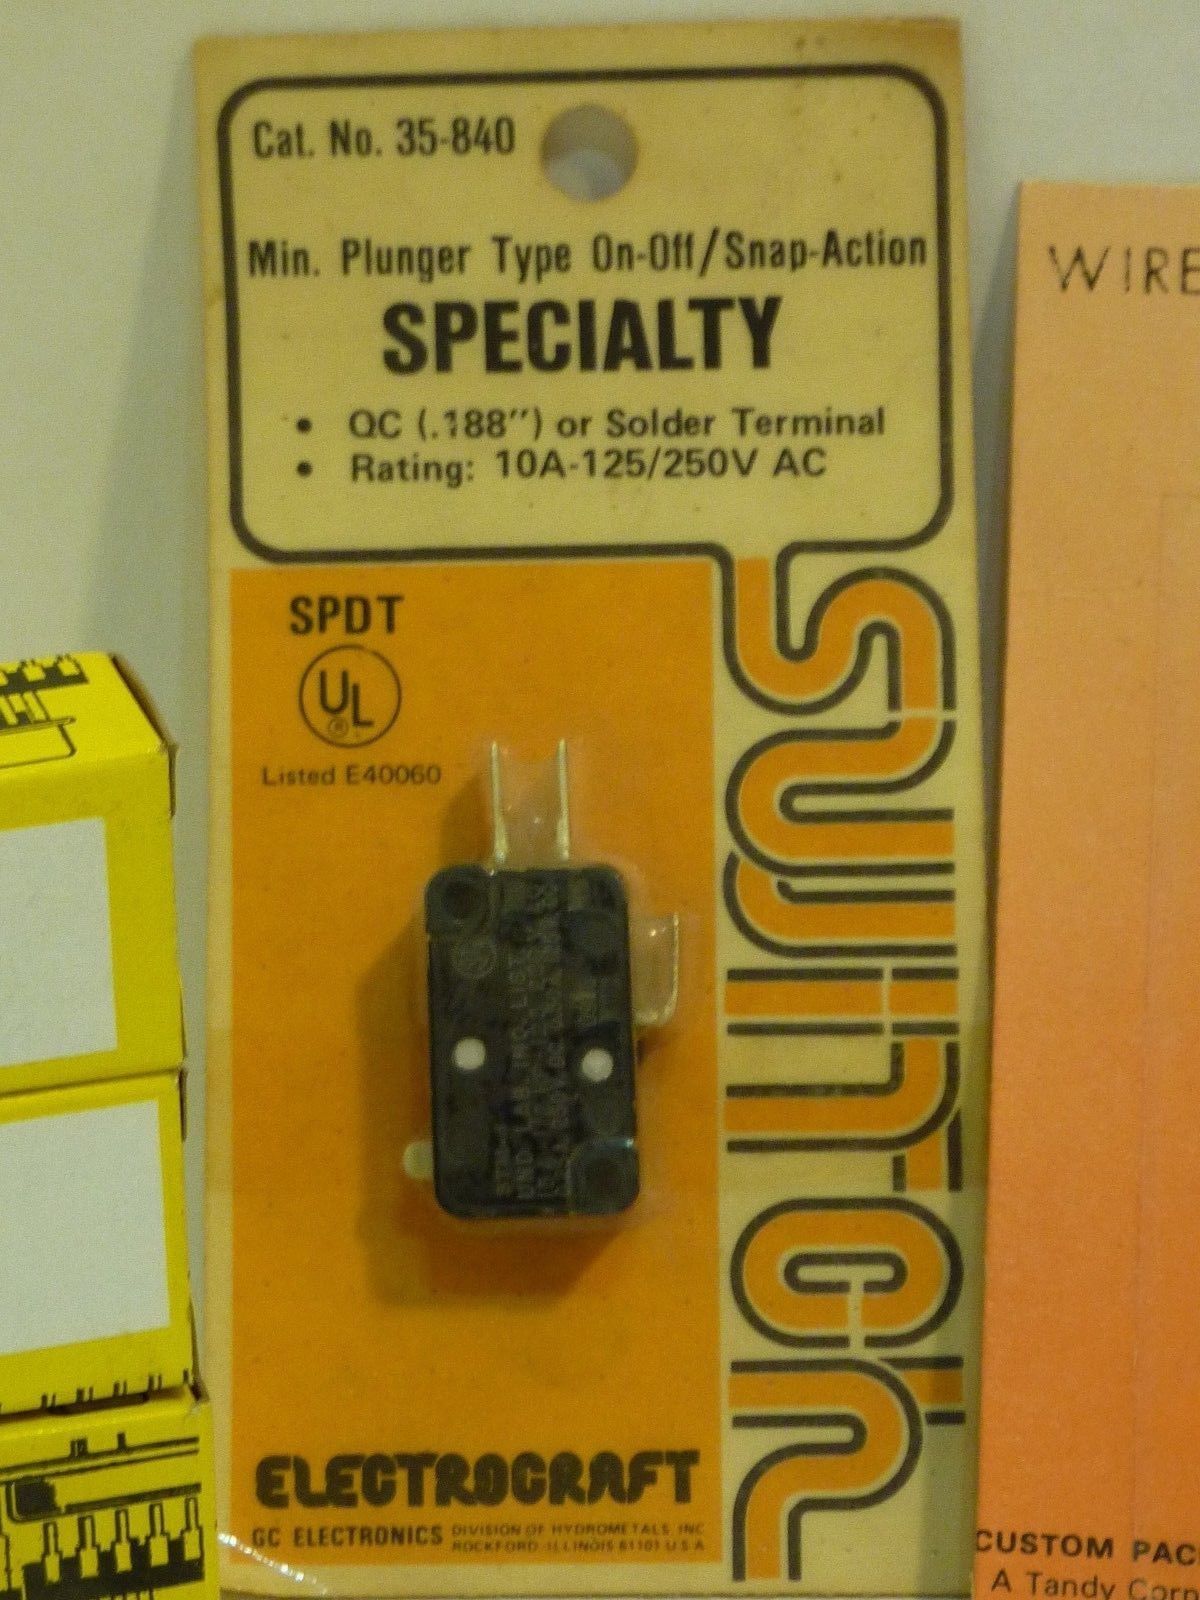 Cat. No. 35-840
Min. Plunger Type On-Off/Snap-Action
SPECIALTY
• QC (.188") or Solder Terminal
• Rating: 10A-125/250V AC
SPDT
UL
®
Listed E40060
SWITCH
ELECTROCRAFT
GC ELECTRONICS DIVISION OF HYDROMETALS, INC
ROCKFORD, ILLINOIS 61101 U.S.A
WIRE
CUSTOM PAC
A Tandy Corp